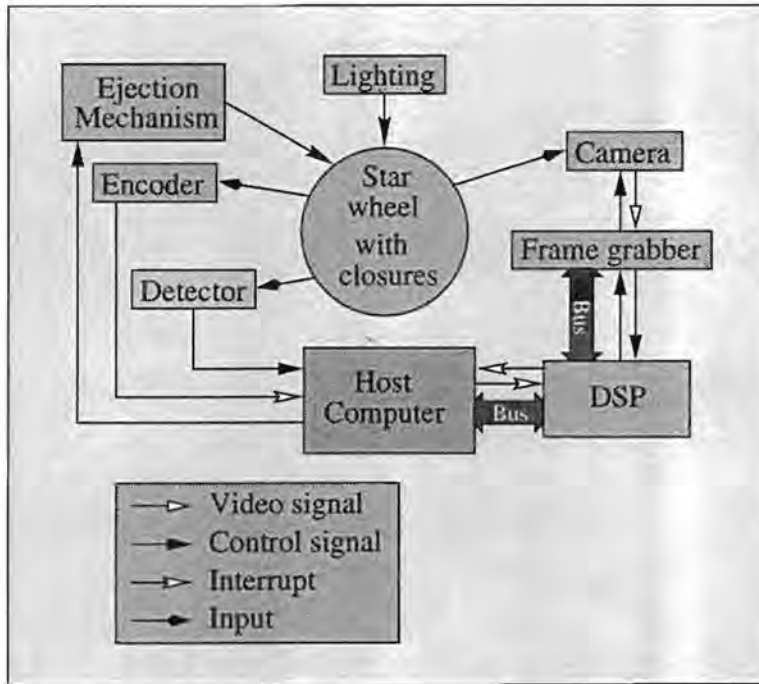 Ejection
Mechanism
Lighting
Camera
Encoder
Star
wheel
with
closures
Frame grabber
Detector
Bus
Host
Computer
Bus
DSP
Video signal
Control signal
Interrupt
Input